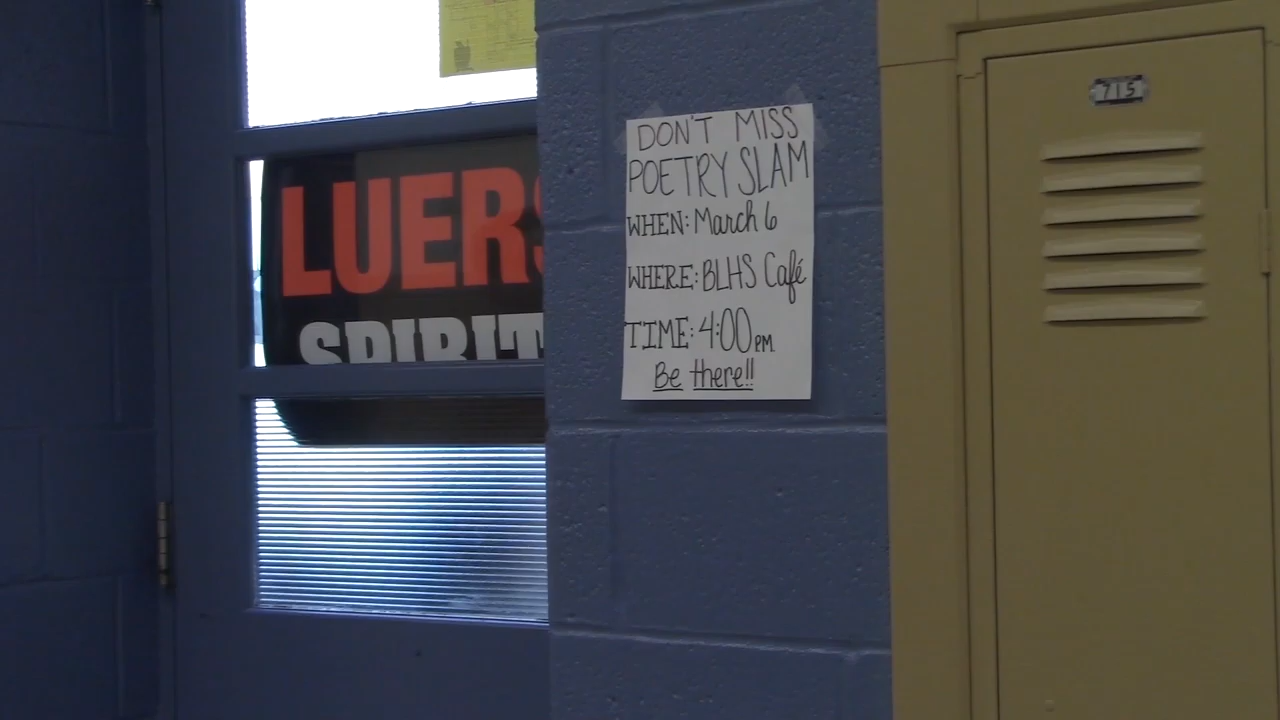 LUERS
SPIRIT
DON'T MISS
POETRY SLAM
WHEN: March 6
WHERE: BLHS Café
TIME: 4:00 PM
Be there!!
715